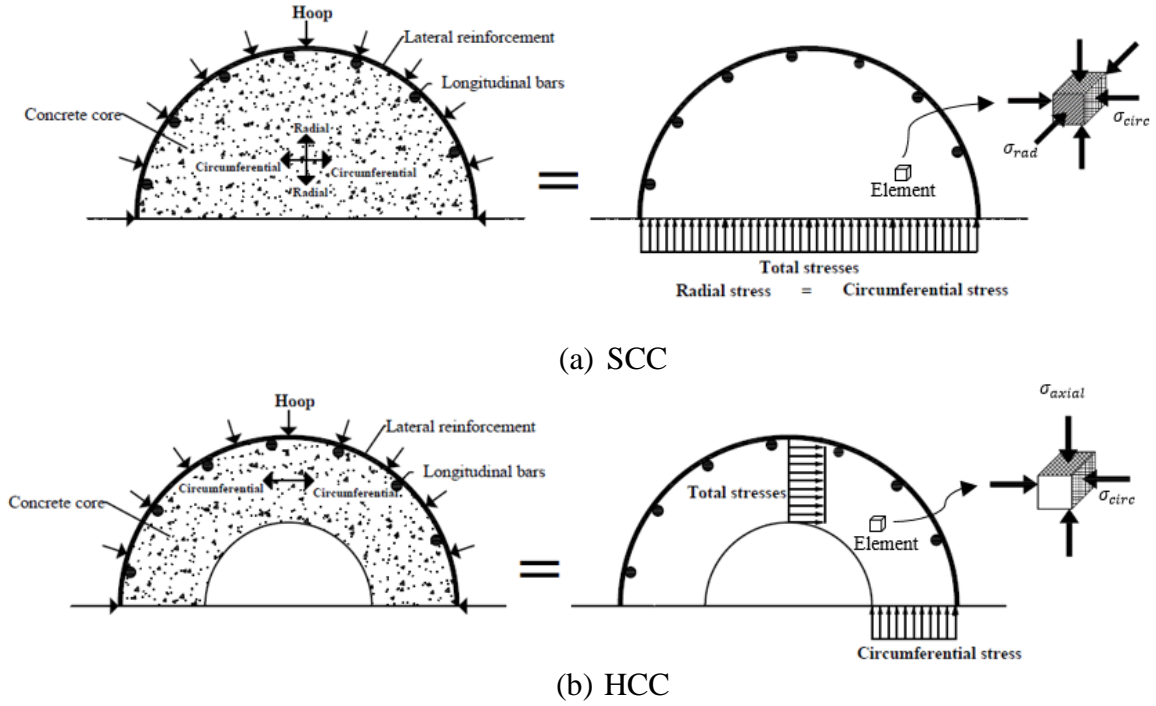 Hoop
Lateral reinforcement
Longitudinal bars
Concrete core
Radial
Circumferential
Circumferential
Radial
=
Element
σ_circ
σ_rad
Total stresses
Radial stress = Circumferential stress
(a) SCC
Hoop
Lateral reinforcement
Longitudinal bars
Concrete core
Circumferential
Circumferential
=
Total stresses
Element
σ_axial
σ_circ
Circumferential stress
(b) HCC